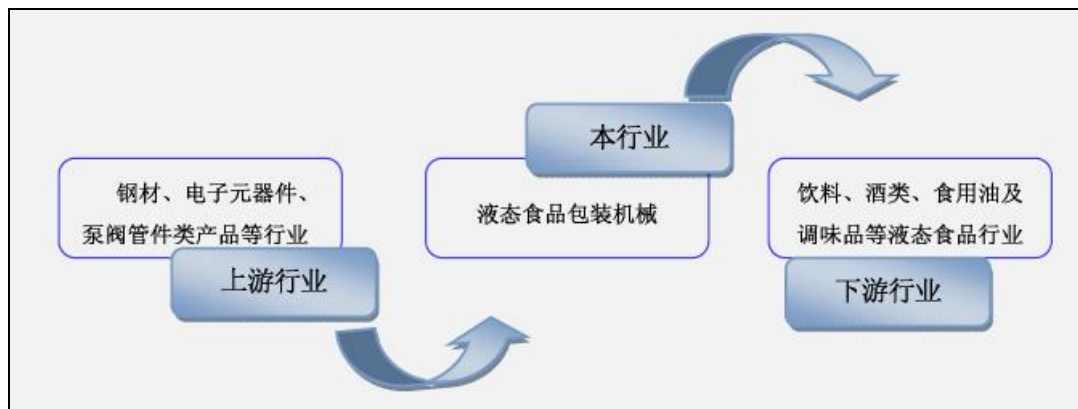 钢材、电子元器件、
泵阀管件类产品等行业
上游行业
本行业
液态食品包装机械
饮料、酒类、食用油及
调味品等液态食品行业
下游行业